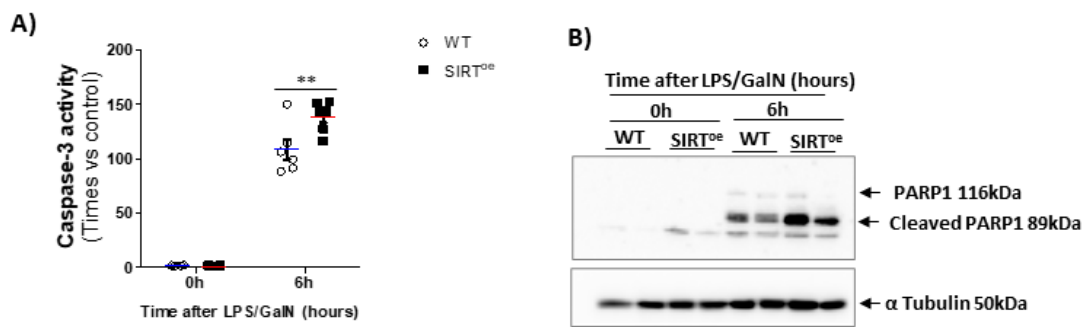 A)
Caspase-3 activity
(Times vs control)
200
150
100
50
0
**
0h
6h
Time after LPS/GalN (hours)
WT
SIRTᵒᵉ
B)
Time after LPS/GalN (hours)
0h
6h
WT
SIRTᵒᵉ
WT
SIRTᵒᵉ
PARP1 116kDa
Cleaved PARP1 89kDa
α Tubulin 50kDa